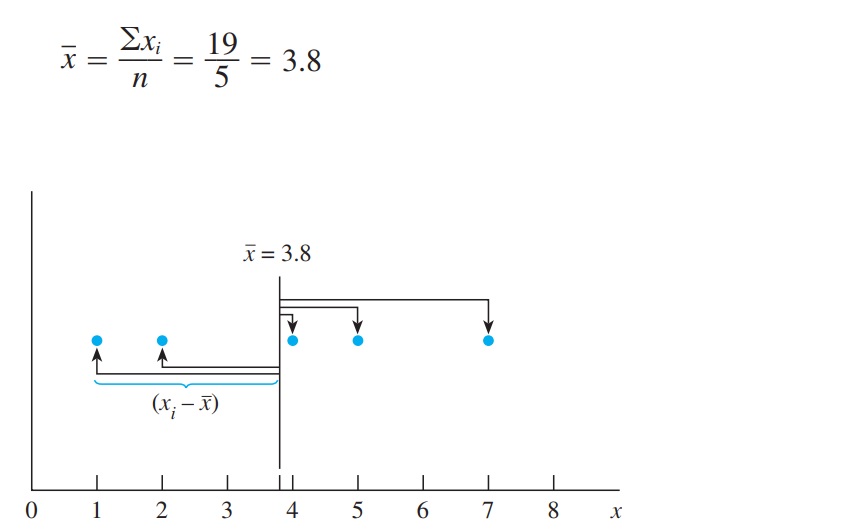 x̄ = Σxᵢ/n = 19/5 = 3.8
x̄ = 3.8
(xᵢ – x̄)
0 1 2 3 4 5 6 7 8 x